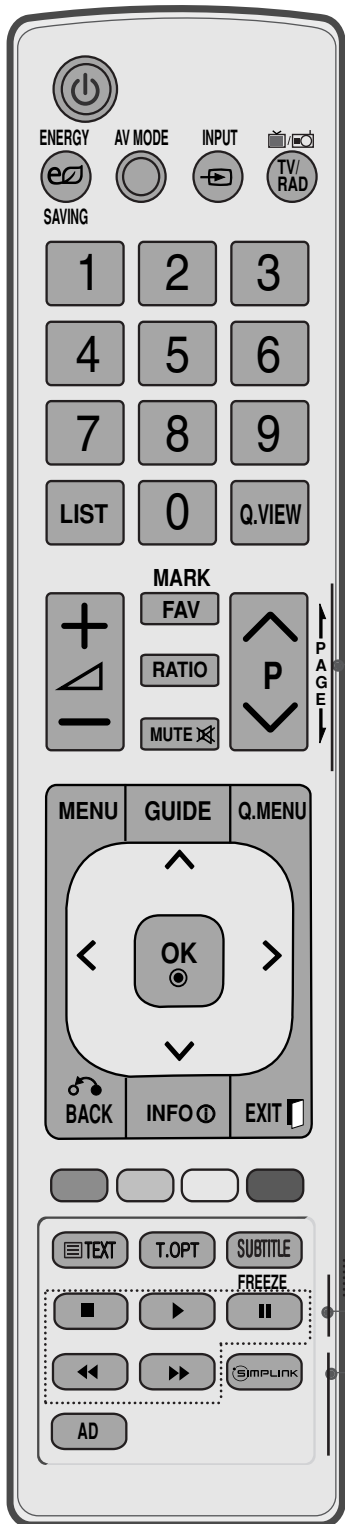 ENERGY AV MODE INPUT
TV/
RAD
SAVING
1 2 3
4 5 6
7 8 9
LIST 0 Q.VIEW
MARK
FAV
RATIO
MUTE
P
PAGE
MENU GUIDE Q.MENU
OK
BACK INFO EXIT
TEXT T.OPT SUBTITLE
FREEZE
SIMPLINK
AD